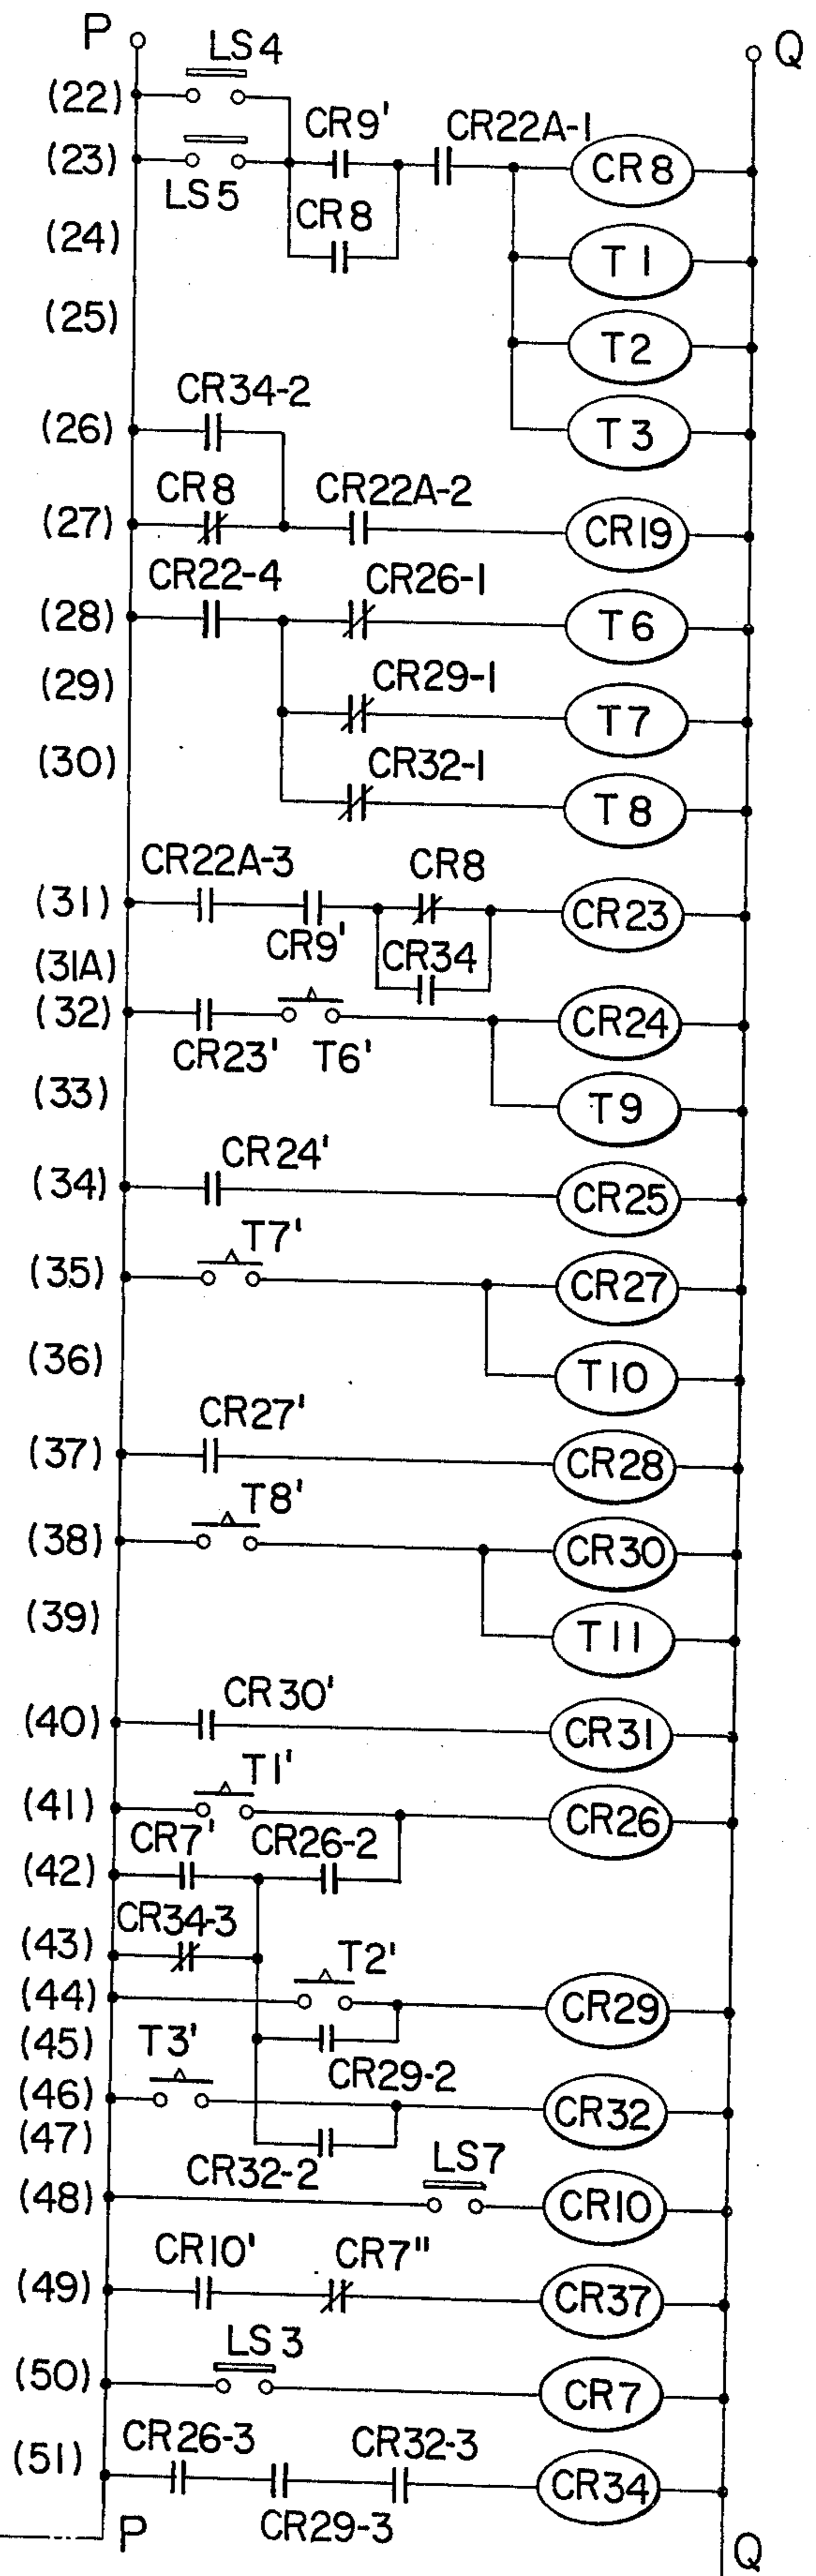 P
Q
LS4
(22)
CR9' CR22A-1
(23) CR8
LS5
CR8
(24) T1
(25) T2
CR34-2
(26) T3
CR8 CR22A-2
(27) CR19
CR22-4 CR26-1
(28) T6
CR29-1
(29) T7
CR32-1
(30) T8
CR22A-3 CR8
(31) CR23
CR9' CR34
(31A)
(32) CR24
CR23' T6'
(33) T9
CR24'
(34) CR25
T7'
(35) CR27
(36) T10
CR27'
(37) CR28
T8'
(38) CR30
(39) T11
CR30'
(40) CR31
T1'
(41) CR26
CR7' CR26-2
(42)
CR34-3
(43)
T2'
(44) CR29
(45)
T3' CR29-2
(46) CR32
(47)
CR32-2 LS7
(48) CR10
CR10' CR7"
(49) CR37
LS3
(50) CR7
CR26-3 CR32-3
(51) CR34
CR29-3
P
Q